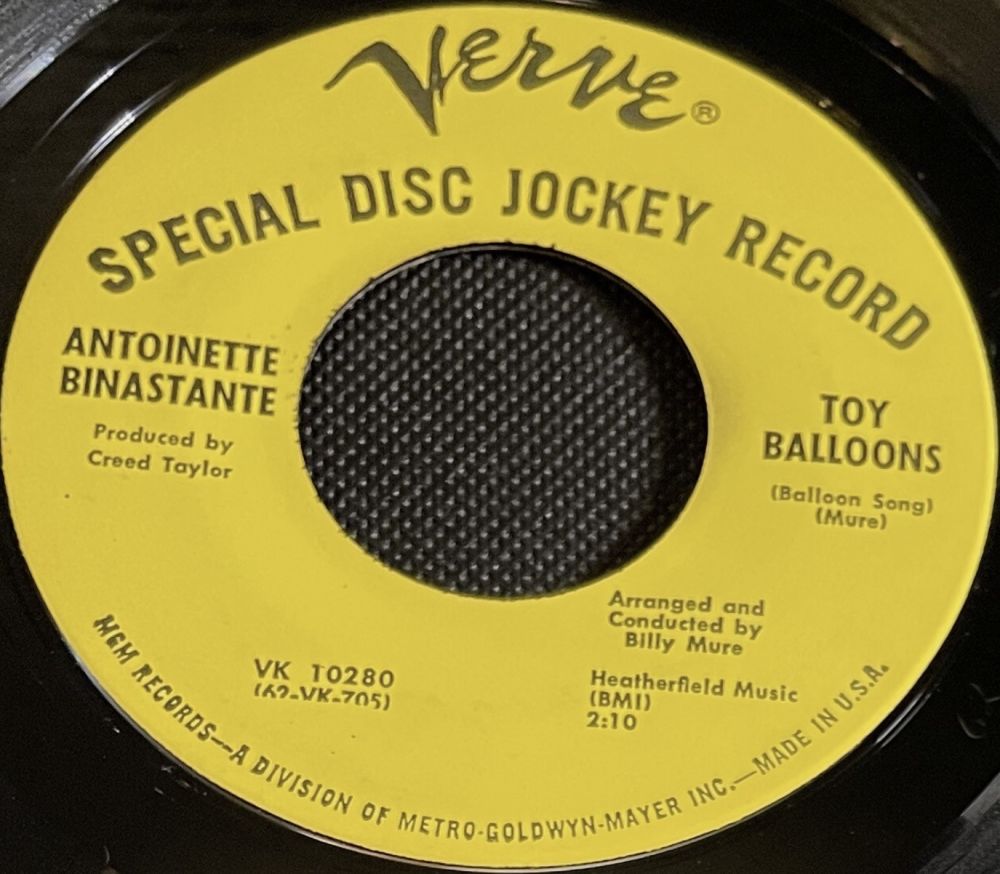 Verve®
SPECIAL DISC JOCKEY RECORD
ANTOINETTE
BINASTANTE
Produced by
Creed Taylor
TOY
BALLOONS
(Balloon Song)
(Mure)
Arranged and
Conducted by
Billy Mure
VK 10280
(62-VK-705)
Heatherfield Music
(BMI)
2:10
MGM RECORDS—A DIVISION OF METRO-GOLDWYN-MAYER INC.—MADE IN U.S.A.